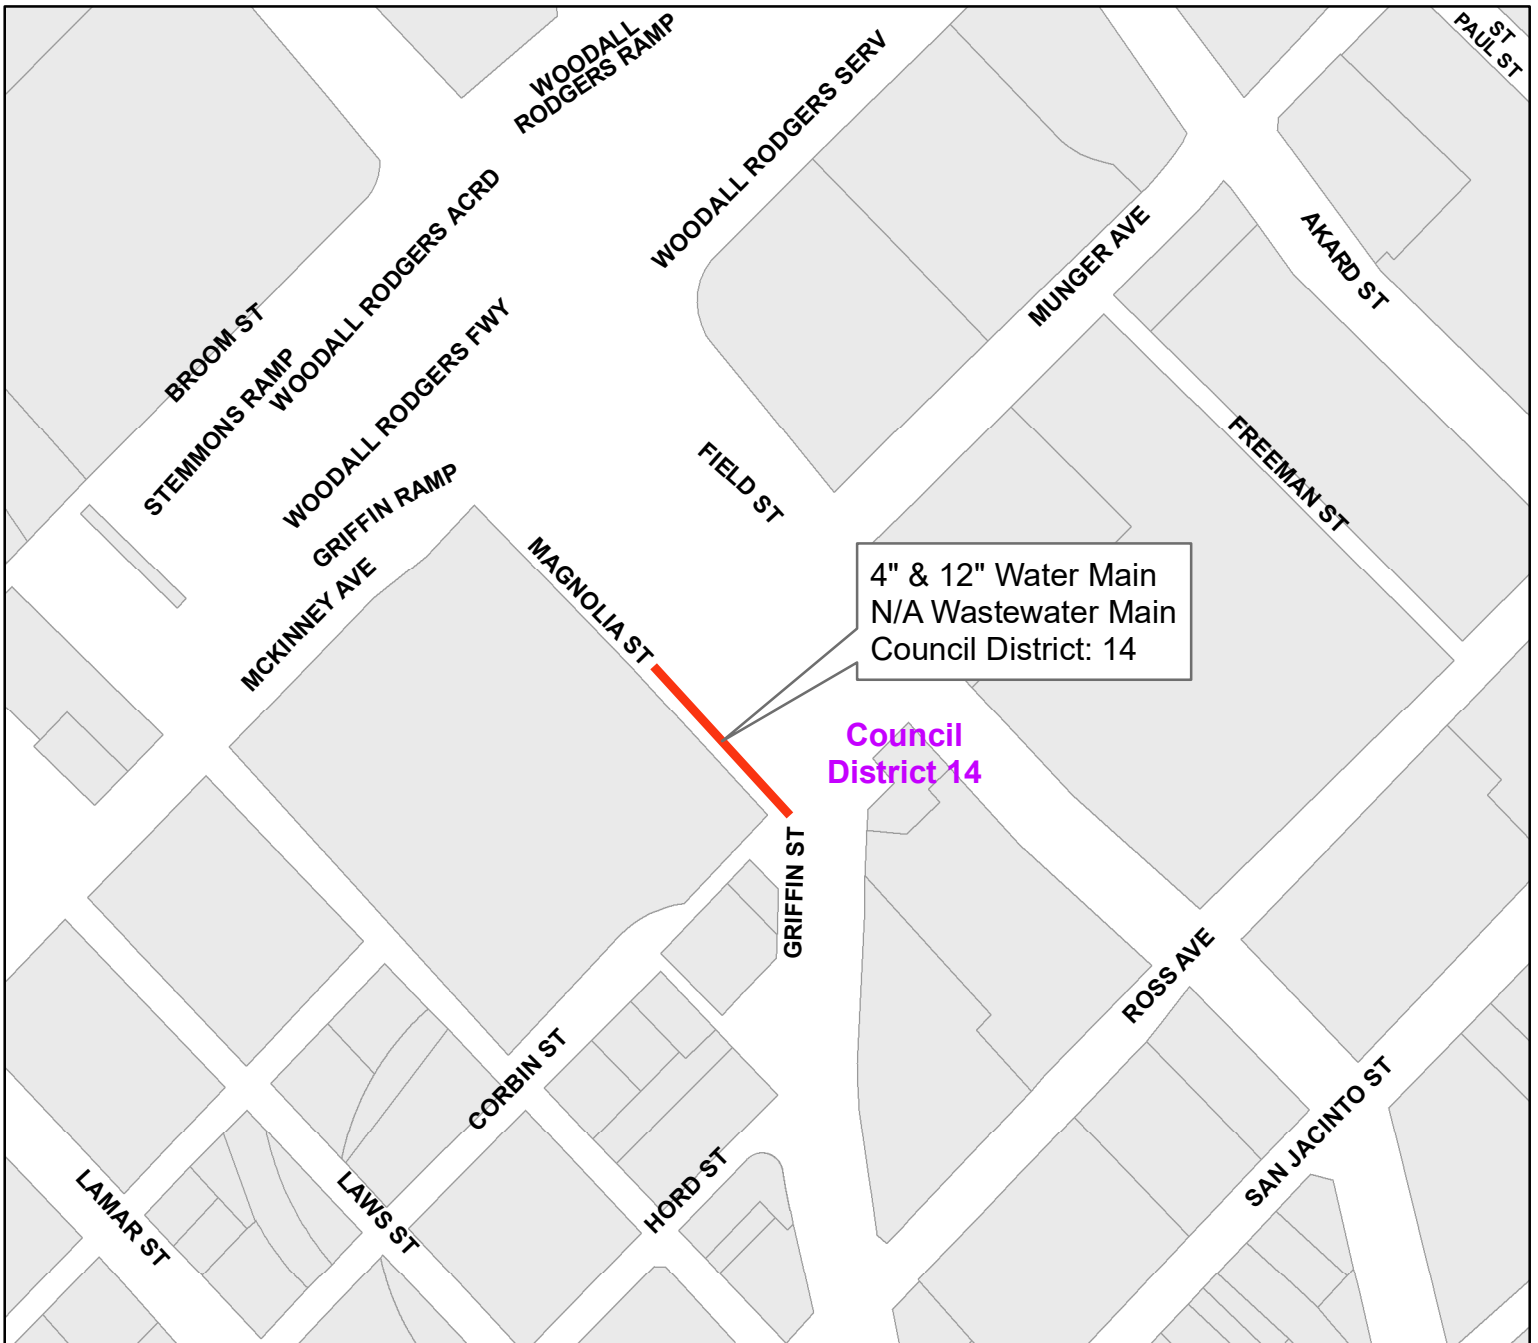 WOODALL
RODGERS RAMP
WOODALL RODGERS SERV
ST
PAUL ST
WOODALL RODGERS ACRD
MUNGER AVE
AKARD ST
BROOM ST
STEMMONS RAMP
WOODALL RODGERS FWY
GRIFFIN RAMP
FIELD ST
FREEMAN ST
MCKINNEY AVE
MAGNOLIA ST
4" & 12" Water Main
N/A Wastewater Main
Council District: 14
Council
District 14
GRIFFIN ST
ROSS AVE
CORBIN ST
SAN JACINTO ST
LAMAR ST
LAWS ST
HORD ST